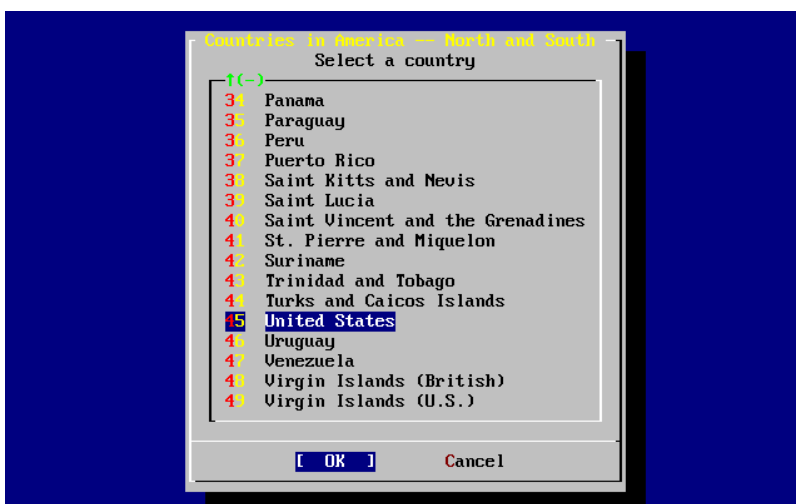 Countries in America -- North and South
Select a country
↑(-)
34 Panama
35 Paraguay
36 Peru
37 Puerto Rico
38 Saint Kitts and Nevis
39 Saint Lucia
40 Saint Vincent and the Grenadines
41 St. Pierre and Miquelon
42 Suriname
43 Trinidad and Tobago
44 Turks and Caicos Islands
45 United States
46 Uruguay
47 Venezuela
48 Virgin Islands (British)
49 Virgin Islands (U.S.)
[ OK ] Cancel